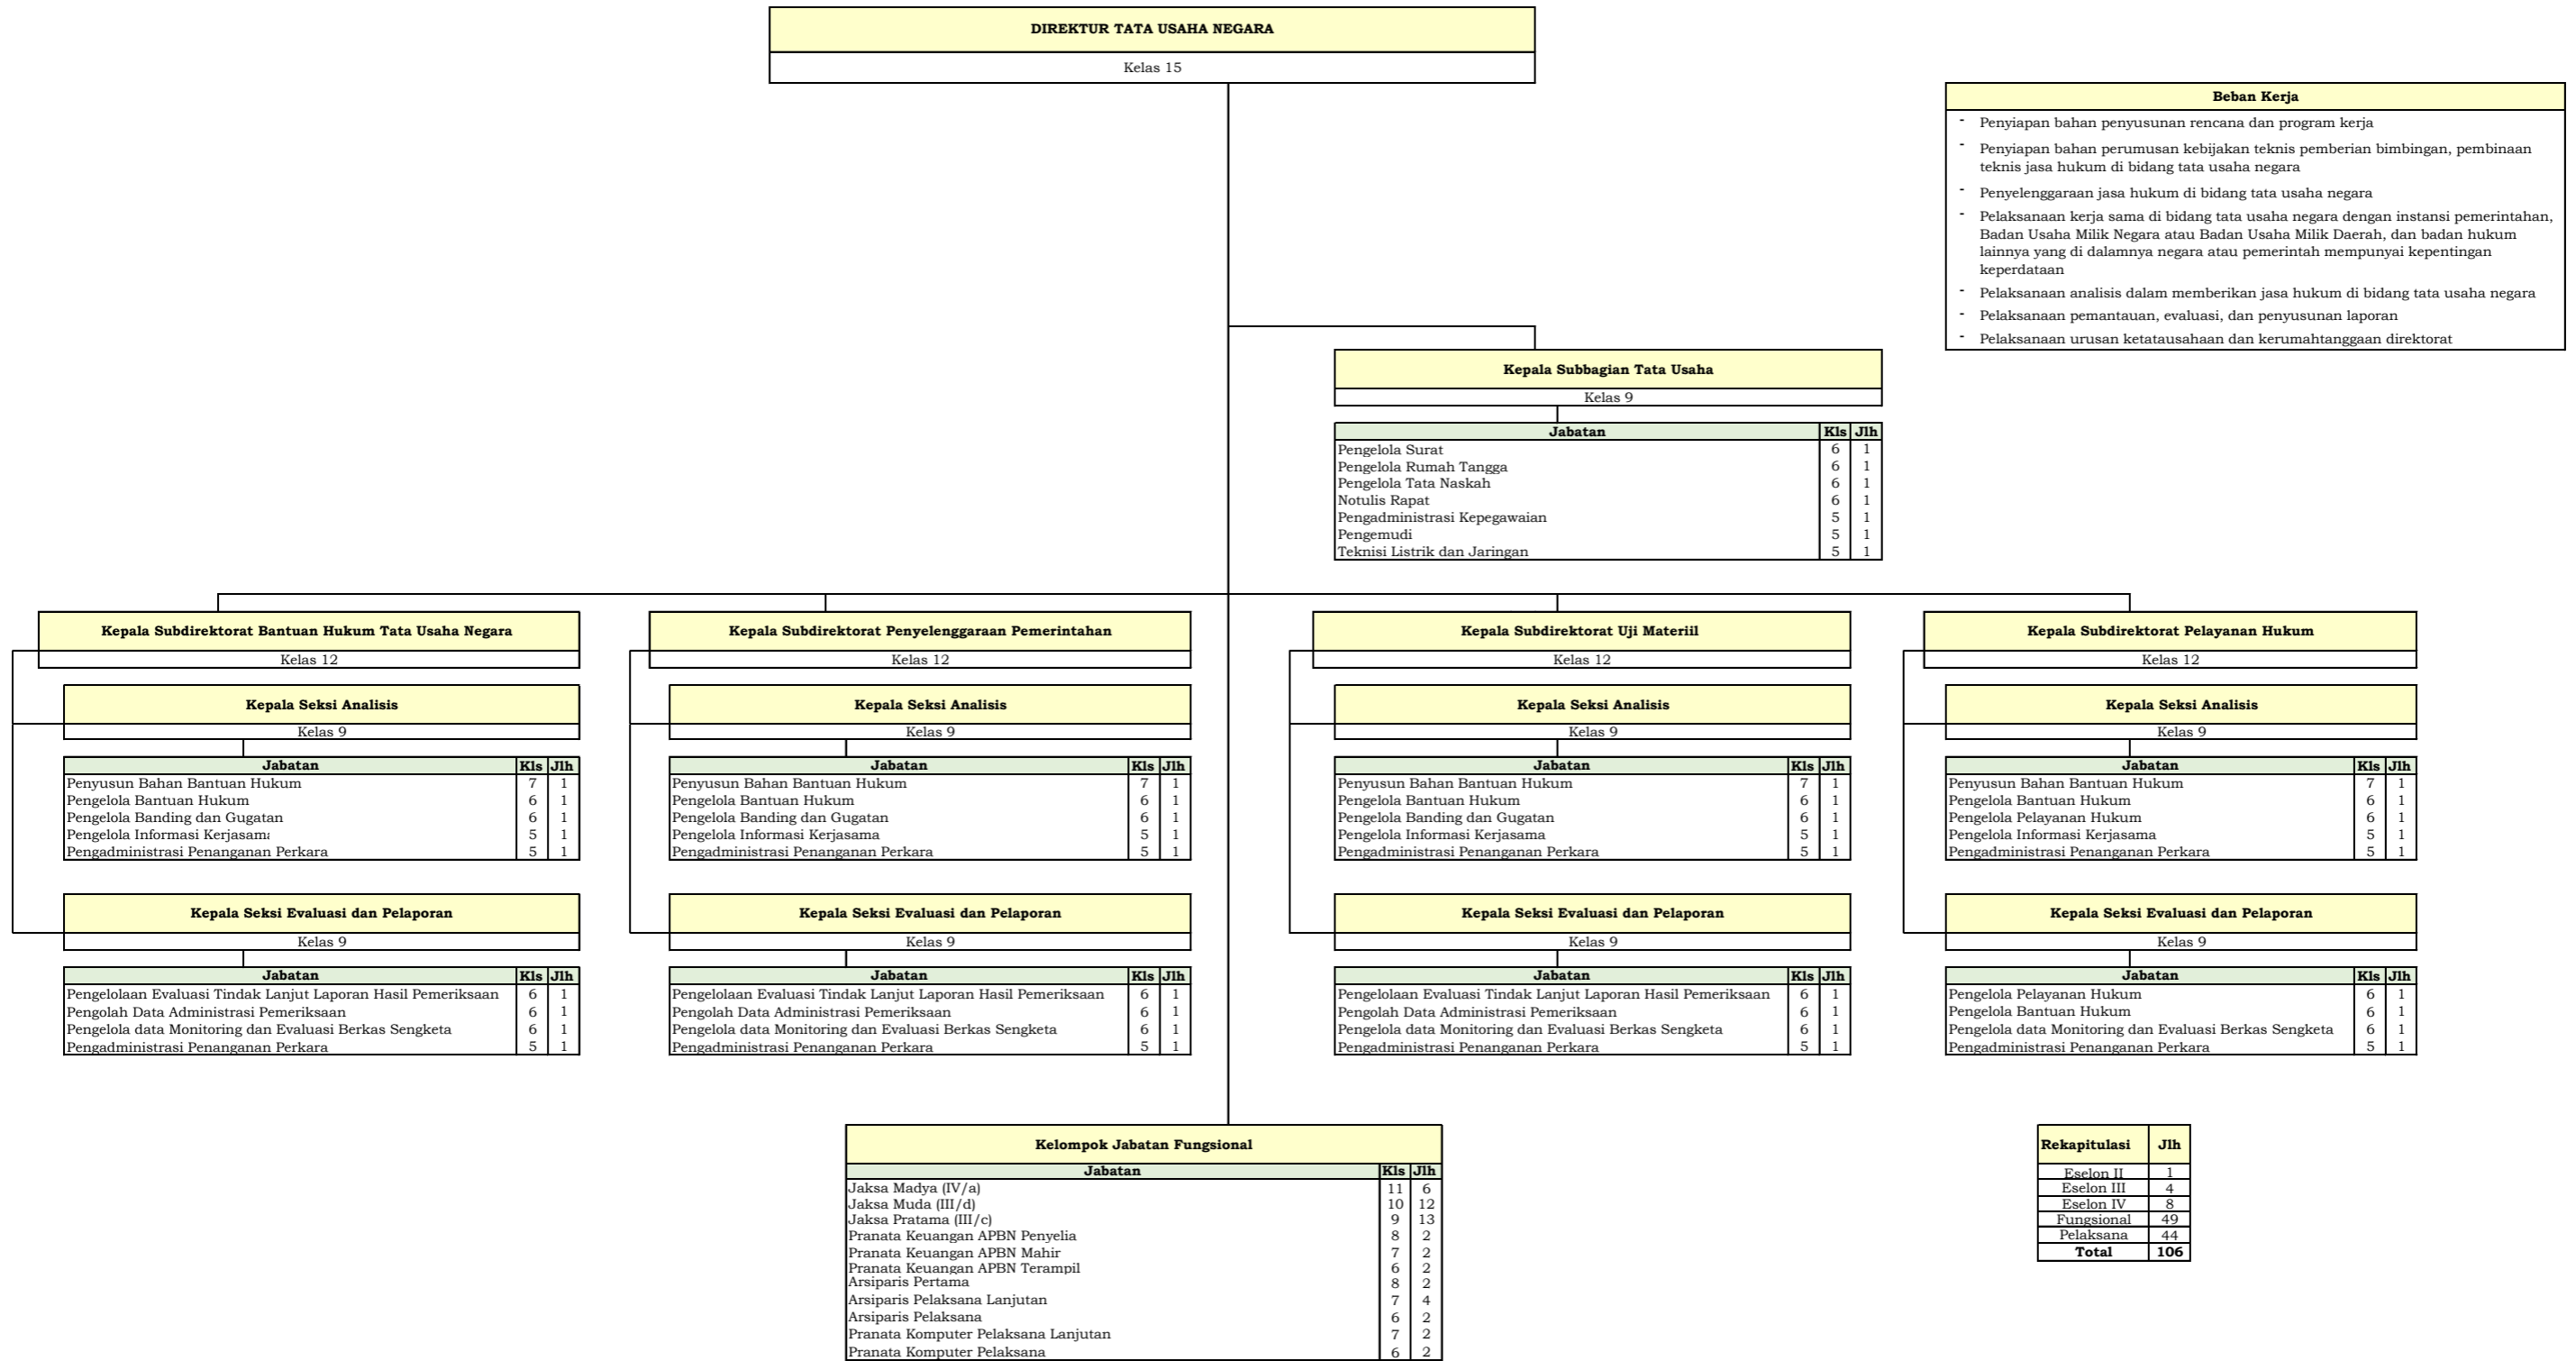 DIREKTUR TATA USAHA NEGARA
Kelas 15
Beban Kerja
- Penyiapan bahan penyusunan rencana dan program kerja
- Penyiapan bahan perumusan kebijakan teknis pemberian bimbingan, pembinaan
teknis jasa hukum di bidang tata usaha negara
- Penyelenggaraan jasa hukum di bidang tata usaha negara
- Pelaksanaan kerja sama di bidang tata usaha negara dengan instansi pemerintahan,
Badan Usaha Milik Negara atau Badan Usaha Milik Daerah, dan badan hukum
lainnya yang di dalamnya negara atau pemerintah mempunyai kepentingan
keperdataan
- Pelaksanaan analisis dalam memberikan jasa hukum di bidang tata usaha negara
- Pelaksanaan pemantauan, evaluasi, dan penyusunan laporan
- Pelaksanaan urusan ketatausahaan dan kerumahtanggaan direktorat
Kepala Subbagian Tata Usaha
Kelas 9
Jabatan Kls Jlh
Pengelola Surat 6 1
Pengelola Rumah Tangga 6 1
Pengelola Tata Naskah 6 1
Notulis Rapat 6 1
Pengadministrasi Kepegawaian 5 1
Pengemudi 5 1
Teknisi Listrik dan Jaringan 5 1
Kepala Subdirektorat Bantuan Hukum Tata Usaha Negara
Kelas 12
Kepala Seksi Analisis
Kelas 9
Jabatan Kls Jlh
Penyusun Bahan Bantuan Hukum 7 1
Pengelola Bantuan Hukum 6 1
Pengelola Banding dan Gugatan 6 1
Pengelola Informasi Kerjasama 5 1
Pengadministrasi Penanganan Perkara 5 1
Kepala Seksi Evaluasi dan Pelaporan
Kelas 9
Jabatan Kls Jlh
Pengelolaan Evaluasi Tindak Lanjut Laporan Hasil Pemeriksaan 6 1
Pengolah Data Administrasi Pemeriksaan 6 1
Pengelola data Monitoring dan Evaluasi Berkas Sengketa 6 1
Pengadministrasi Penanganan Perkara 5 1
Kepala Subdirektorat Penyelenggaraan Pemerintahan
Kelas 12
Kepala Seksi Analisis
Kelas 9
Jabatan Kls Jlh
Penyusun Bahan Bantuan Hukum 7 1
Pengelola Bantuan Hukum 6 1
Pengelola Banding dan Gugatan 6 1
Pengelola Informasi Kerjasama 5 1
Pengadministrasi Penanganan Perkara 5 1
Kepala Seksi Evaluasi dan Pelaporan
Kelas 9
Jabatan Kls Jlh
Pengelolaan Evaluasi Tindak Lanjut Laporan Hasil Pemeriksaan 6 1
Pengolah Data Administrasi Pemeriksaan 6 1
Pengelola data Monitoring dan Evaluasi Berkas Sengketa 6 1
Pengadministrasi Penanganan Perkara 5 1
Kepala Subdirektorat Uji Materiil
Kelas 12
Kepala Seksi Analisis
Kelas 9
Jabatan Kls Jlh
Penyusun Bahan Bantuan Hukum 7 1
Pengelola Bantuan Hukum 6 1
Pengelola Banding dan Gugatan 6 1
Pengelola Informasi Kerjasama 5 1
Pengadministrasi Penanganan Perkara 5 1
Kepala Seksi Evaluasi dan Pelaporan
Kelas 9
Jabatan Kls Jlh
Pengelolaan Evaluasi Tindak Lanjut Laporan Hasil Pemeriksaan 6 1
Pengolah Data Administrasi Pemeriksaan 6 1
Pengelola data Monitoring dan Evaluasi Berkas Sengketa 6 1
Pengadministrasi Penanganan Perkara 5 1
Kepala Subdirektorat Pelayanan Hukum
Kelas 12
Kepala Seksi Analisis
Kelas 9
Jabatan Kls Jlh
Penyusun Bahan Bantuan Hukum 7 1
Pengelola Bantuan Hukum 6 1
Pengelola Pelayanan Hukum 6 1
Pengelola Informasi Kerjasama 5 1
Pengadministrasi Penanganan Perkara 5 1
Kepala Seksi Evaluasi dan Pelaporan
Kelas 9
Jabatan Kls Jlh
Pengelola Pelayanan Hukum 6 1
Pengelola Bantuan Hukum 6 1
Pengelola data Monitoring dan Evaluasi Berkas Sengketa 6 1
Pengadministrasi Penanganan Perkara 5 1
Kelompok Jabatan Fungsional
Jabatan Kls Jlh
Jaksa Madya (IV/a) 11 6
Jaksa Muda (III/d) 10 12
Jaksa Pratama (III/c) 9 13
Pranata Keuangan APBN Penyelia 8 2
Pranata Keuangan APBN Mahir 7 2
Pranata Keuangan APBN Terampil 6 2
Arsiparis Pertama 8 2
Arsiparis Pelaksana Lanjutan 7 4
Arsiparis Pelaksana 6 2
Pranata Komputer Pelaksana Lanjutan 7 2
Pranata Komputer Pelaksana 6 2
Rekapitulasi Jlh
Eselon II 1
Eselon III 4
Eselon IV 8
Fungsional 49
Pelaksana 44
Total 106